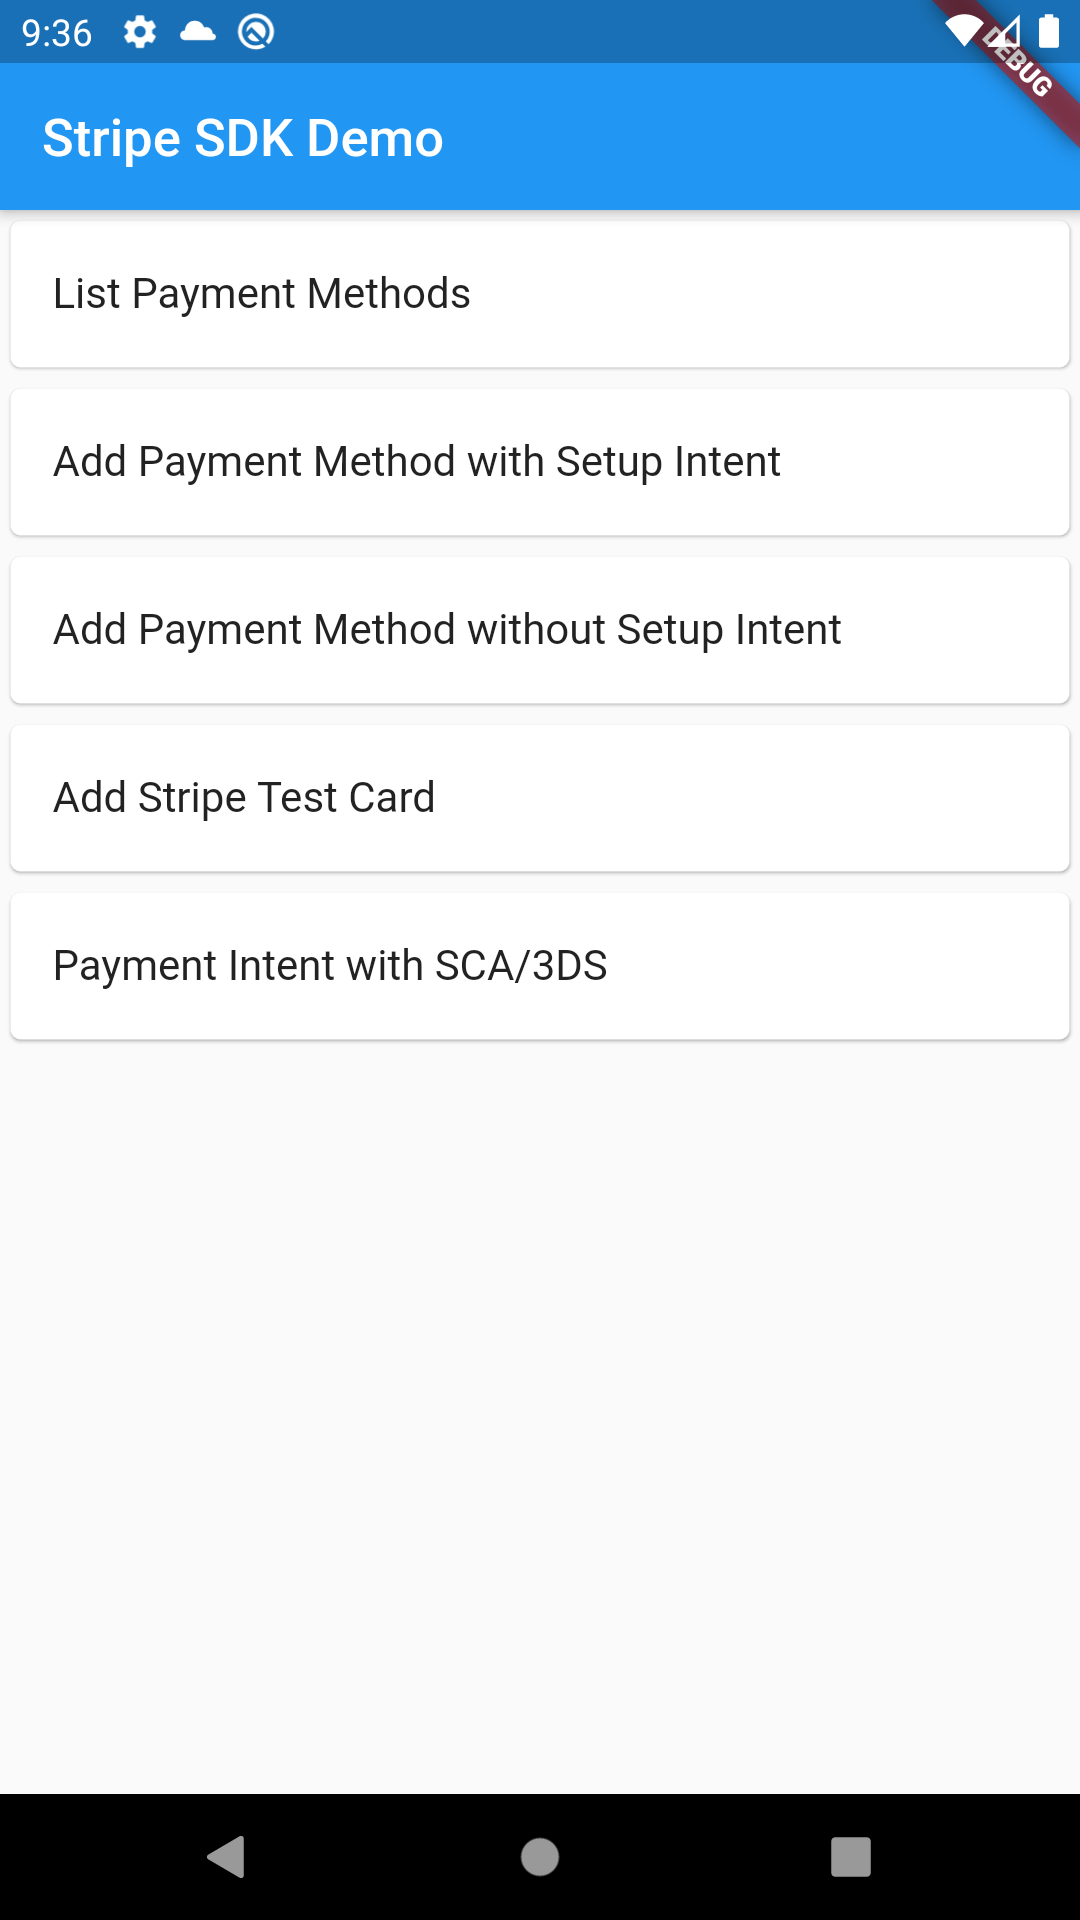 9:36
DEBUG
Stripe SDK Demo
List Payment Methods
Add Payment Method with Setup Intent
Add Payment Method without Setup Intent
Add Stripe Test Card
Payment Intent with SCA/3DS